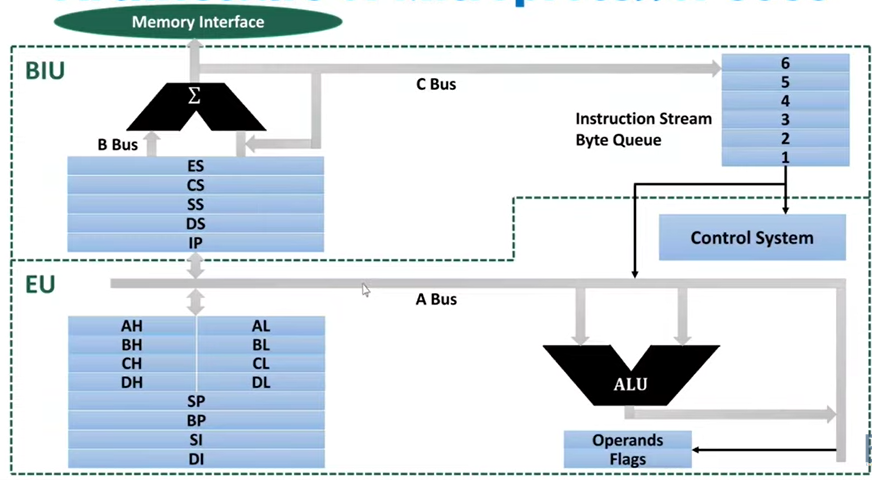 Memory Interface
BIU
Σ
C Bus
B Bus
Instruction Stream
Byte Queue
6
5
4
3
2
1
ES
CS
SS
DS
IP
Control System
EU
A Bus
AH AL
BH BL
CH CL
DH DL
SP
BP
SI
DI
ALU
Operands
Flags